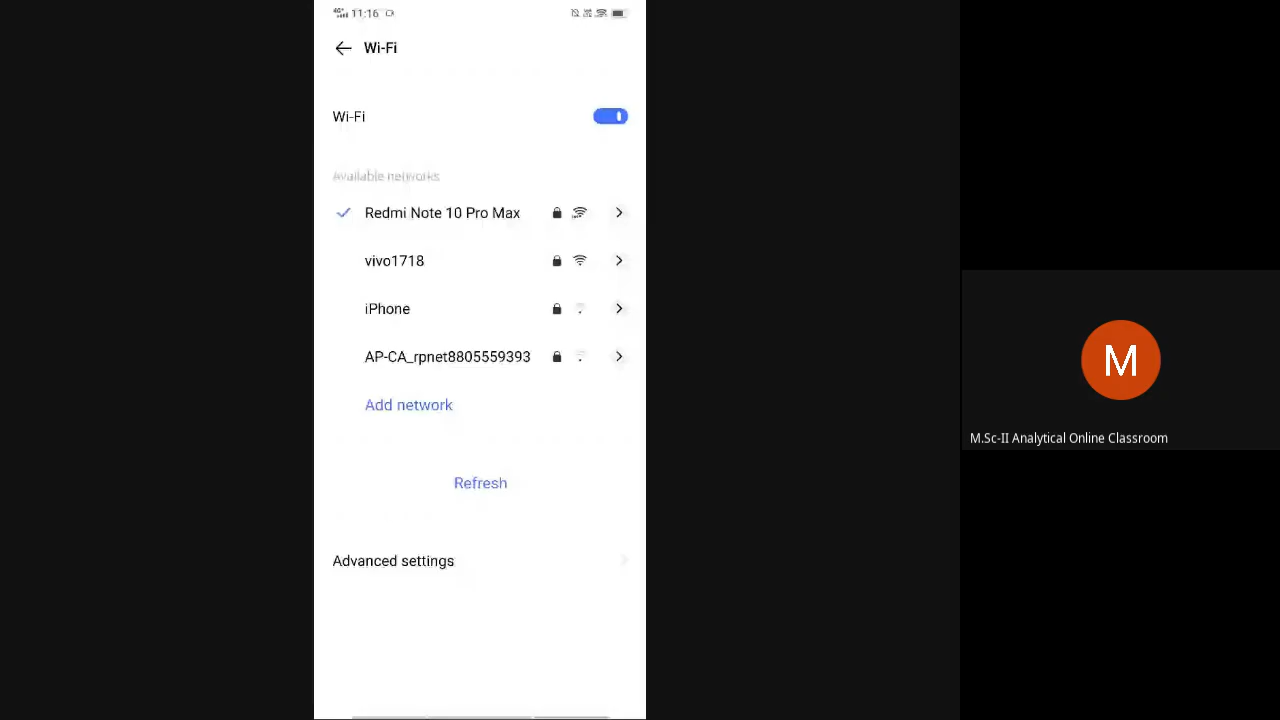 4G 11:16
Wi-Fi
Wi-Fi
Available networks
Redmi Note 10 Pro Max
vivo1718
iPhone
AP-CA_rpnet8805559393
Add network
Refresh
Advanced settings
M
M.Sc-II Analytical Online Classroom